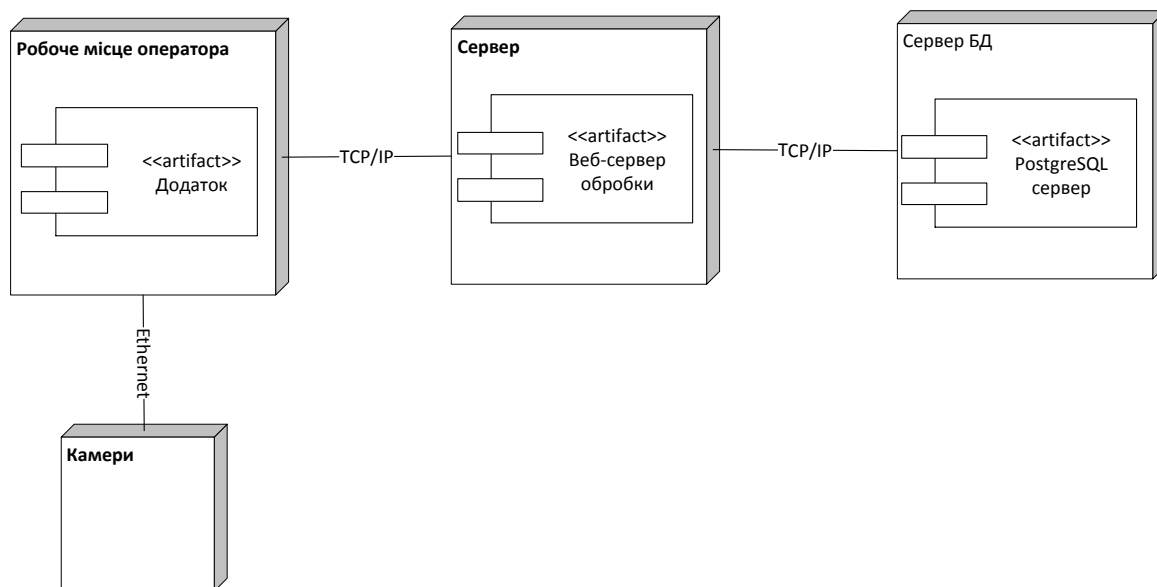 Робоче місце оператора
<<artifact>>
Додаток
TCP/IP
Сервер
<<artifact>>
Веб-сервер
обробки
TCP/IP
Сервер БД
<<artifact>>
PostgreSQL
сервер
Ethernet
Камери